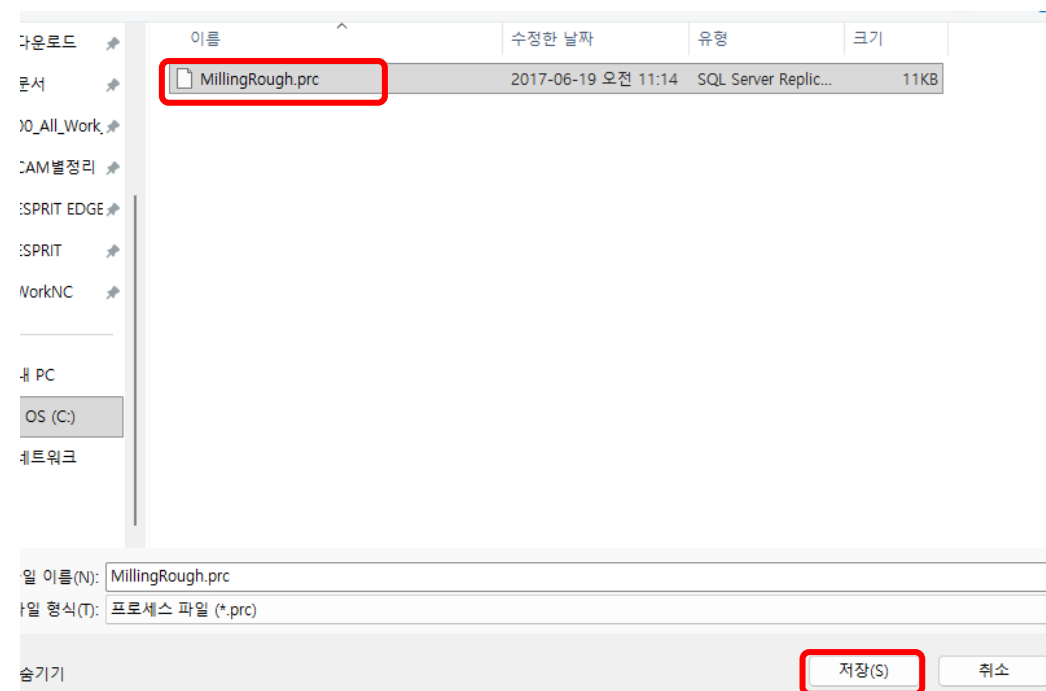 다운로드
문서
00_All_Work_
CAM별정리
ESPRIT EDGE
ESPRIT
WorkNC
내 PC
OS (C:)
네트워크
이름 수정한 날짜 유형 크기
MillingRough.prc 2017-06-19 오전 11:14 SQL Server Replic... 11KB
파일 이름(N): MillingRough.prc
파일 형식(T): 프로세스 파일 (*.prc)
숨기기 저장(S) 취소